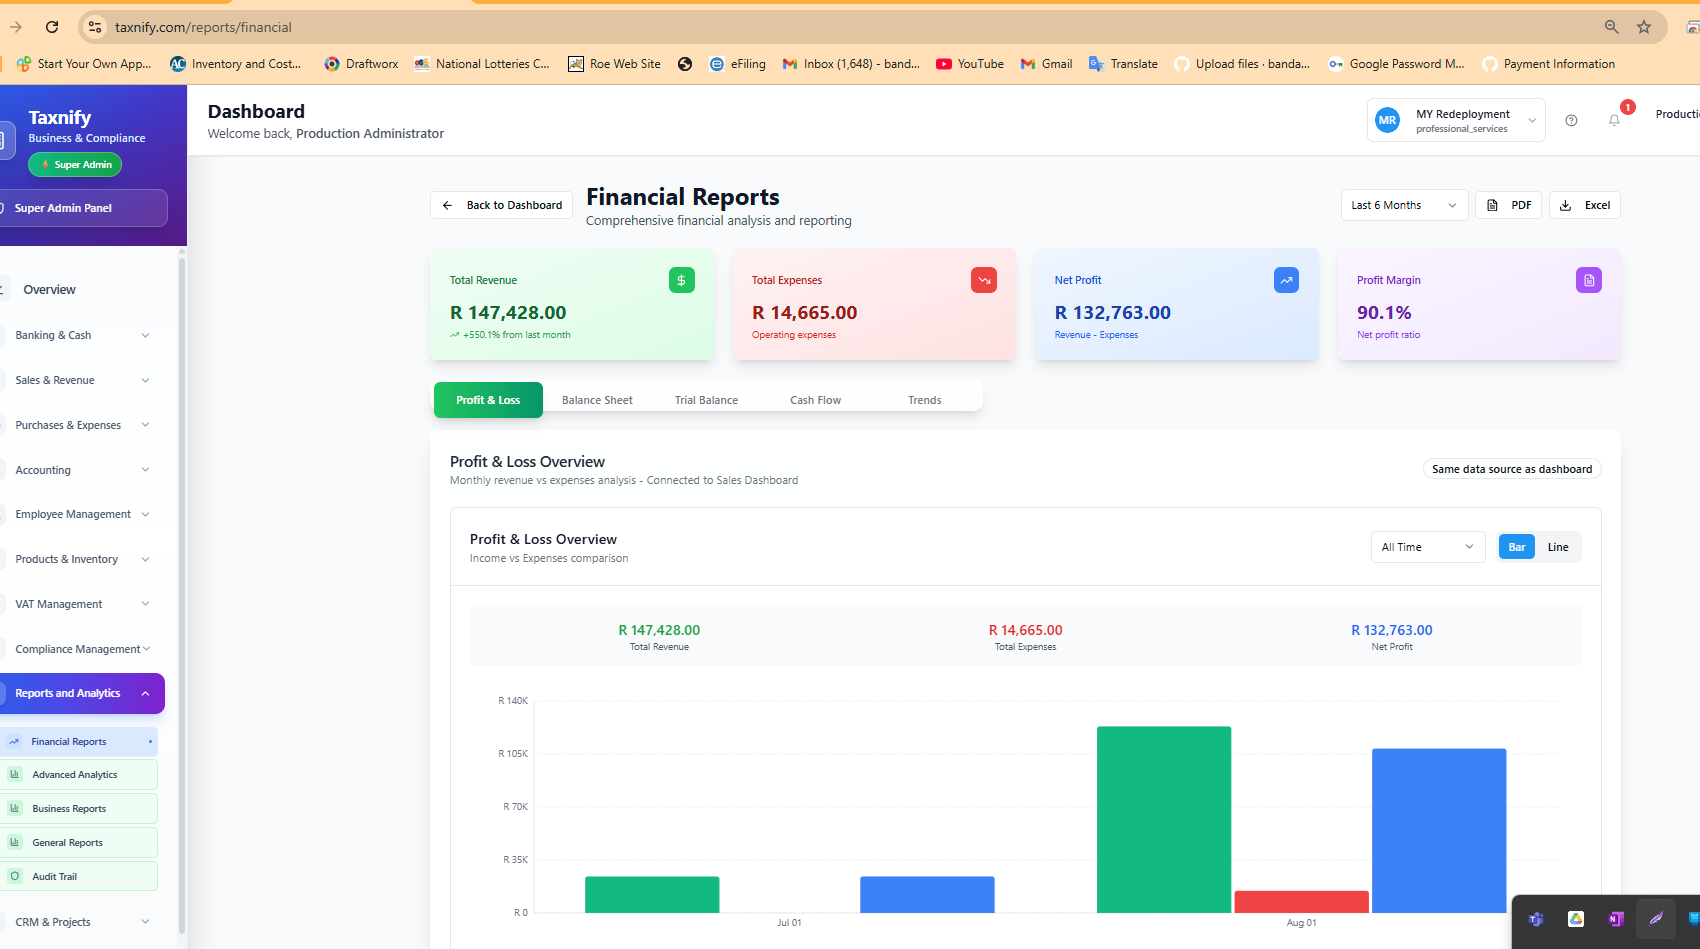 taxnify.com/reports/financial
Start Your Own App...
Inventory and Cost...
Draftworx
National Lotteries C...
Roe Web Site
eFiling
Inbox (1,648) - band...
YouTube
Gmail
Translate
Upload files · banda...
Google Password M...
Payment Information
Taxnify
Business & Compliance
Super Admin
Super Admin Panel
Overview
Banking & Cash
Sales & Revenue
Purchases & Expenses
Accounting
Employee Management
Products & Inventory
VAT Management
Compliance Management
Reports and Analytics
Financial Reports
Advanced Analytics
Business Reports
General Reports
Audit Trail
CRM & Projects
Dashboard
Welcome back, Production Administrator
MR
MY Redeployment
professional_services
1
Producti
Back to Dashboard
Financial Reports
Comprehensive financial analysis and reporting
Last 6 Months
PDF
Excel
Total Revenue
$
R 147,428.00
+550.1% from last month
Total Expenses
R 14,665.00
Operating expenses
Net Profit
R 132,763.00
Revenue - Expenses
Profit Margin
90.1%
Net profit ratio
Profit & Loss
Balance Sheet
Trial Balance
Cash Flow
Trends
Profit & Loss Overview
Monthly revenue vs expenses analysis - Connected to Sales Dashboard
Same data source as dashboard
Profit & Loss Overview
Income vs Expenses comparison
All Time
Bar
Line
R 147,428.00
Total Revenue
R 14,665.00
Total Expenses
R 132,763.00
Net Profit
R 140K
R 105K
R 70K
R 35K
R 0
Jul 01
Aug 01